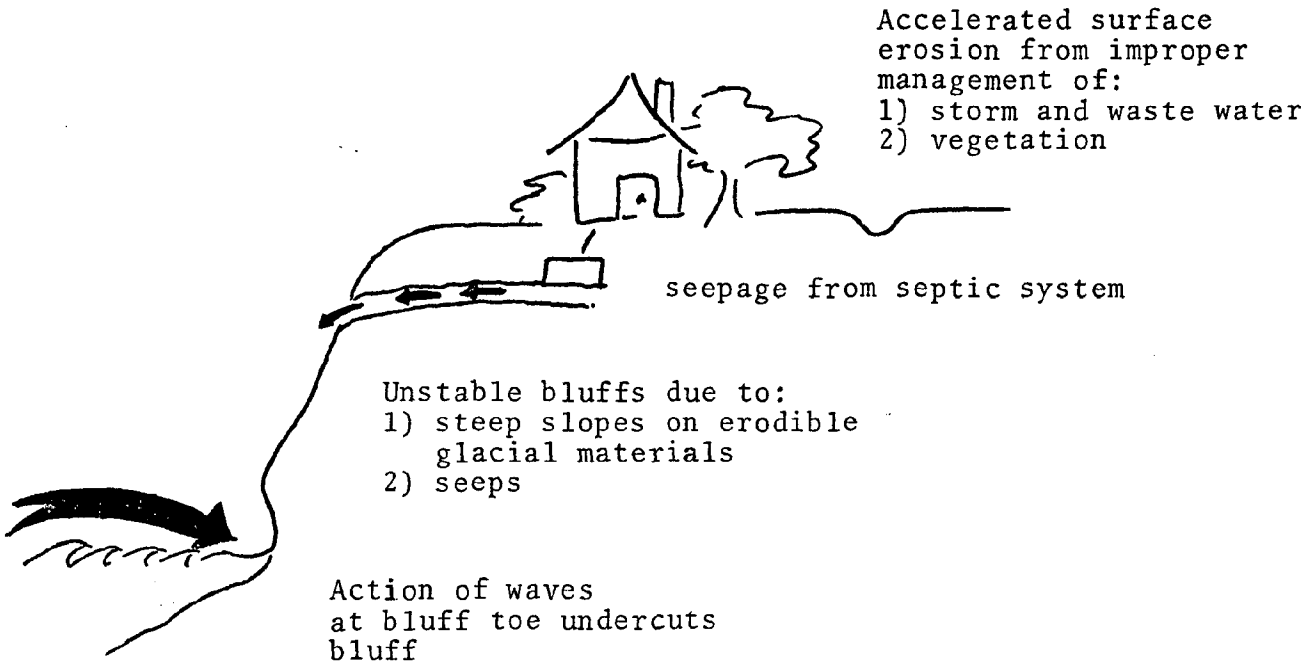 Accelerated surface
erosion from improper
management of:
1) storm and waste water
2) vegetation
seepage from septic system
Unstable bluffs due to:
1) steep slopes on erodible
glacial materials
2) seeps
Action of waves
at bluff toe undercuts
bluff